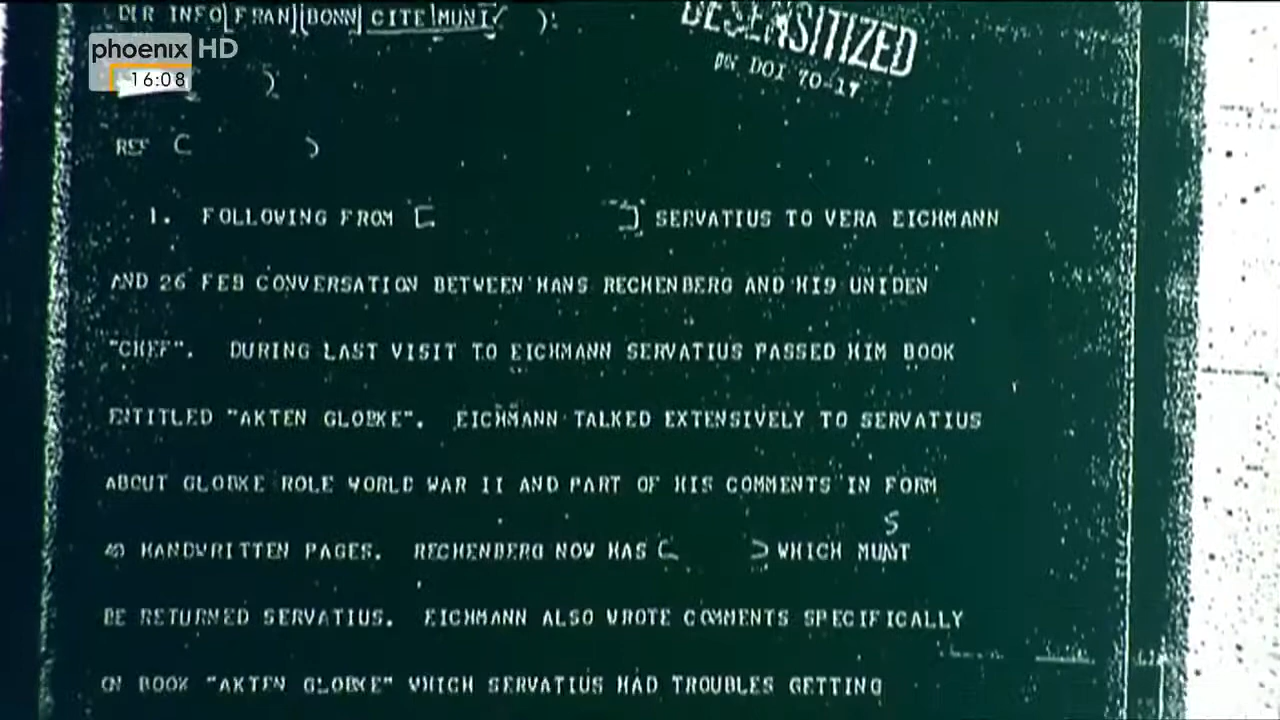 DIR INFO FRAN BONN CITE MUNI ):
DESENSITIZED
phoenix HD
per DOI 70-17
16:08
)
REF C )
1. FOLLOWING FROM [ ] SERVATIUS TO VERA EICHMANN
AND 26 FEB CONVERSATION BETWEEN HANS RECHENBERG AND HIS UNIDEN
"CHEF". DURING LAST VISIT TO EICHMANN SERVATIUS PASSED HIM BOOK
ENTITLED "AKTEN GLOBKE". EICHMANN TALKED EXTENSIVELY TO SERVATIUS
ABOUT GLOBKE ROLE WORLD WAR II AND PART OF HIS COMMENTS IN FORM
S
40 HANDWRITTEN PAGES. RECHENBERG NOW HAS [ ] WHICH MUNT
BE RETURNED SERVATIUS. EICHMANN ALSO WROTE COMMENTS SPECIFICALLY
ON BOOK "AKTEN GLOBKE" WHICH SERVATIUS HAD TROUBLES GETTING